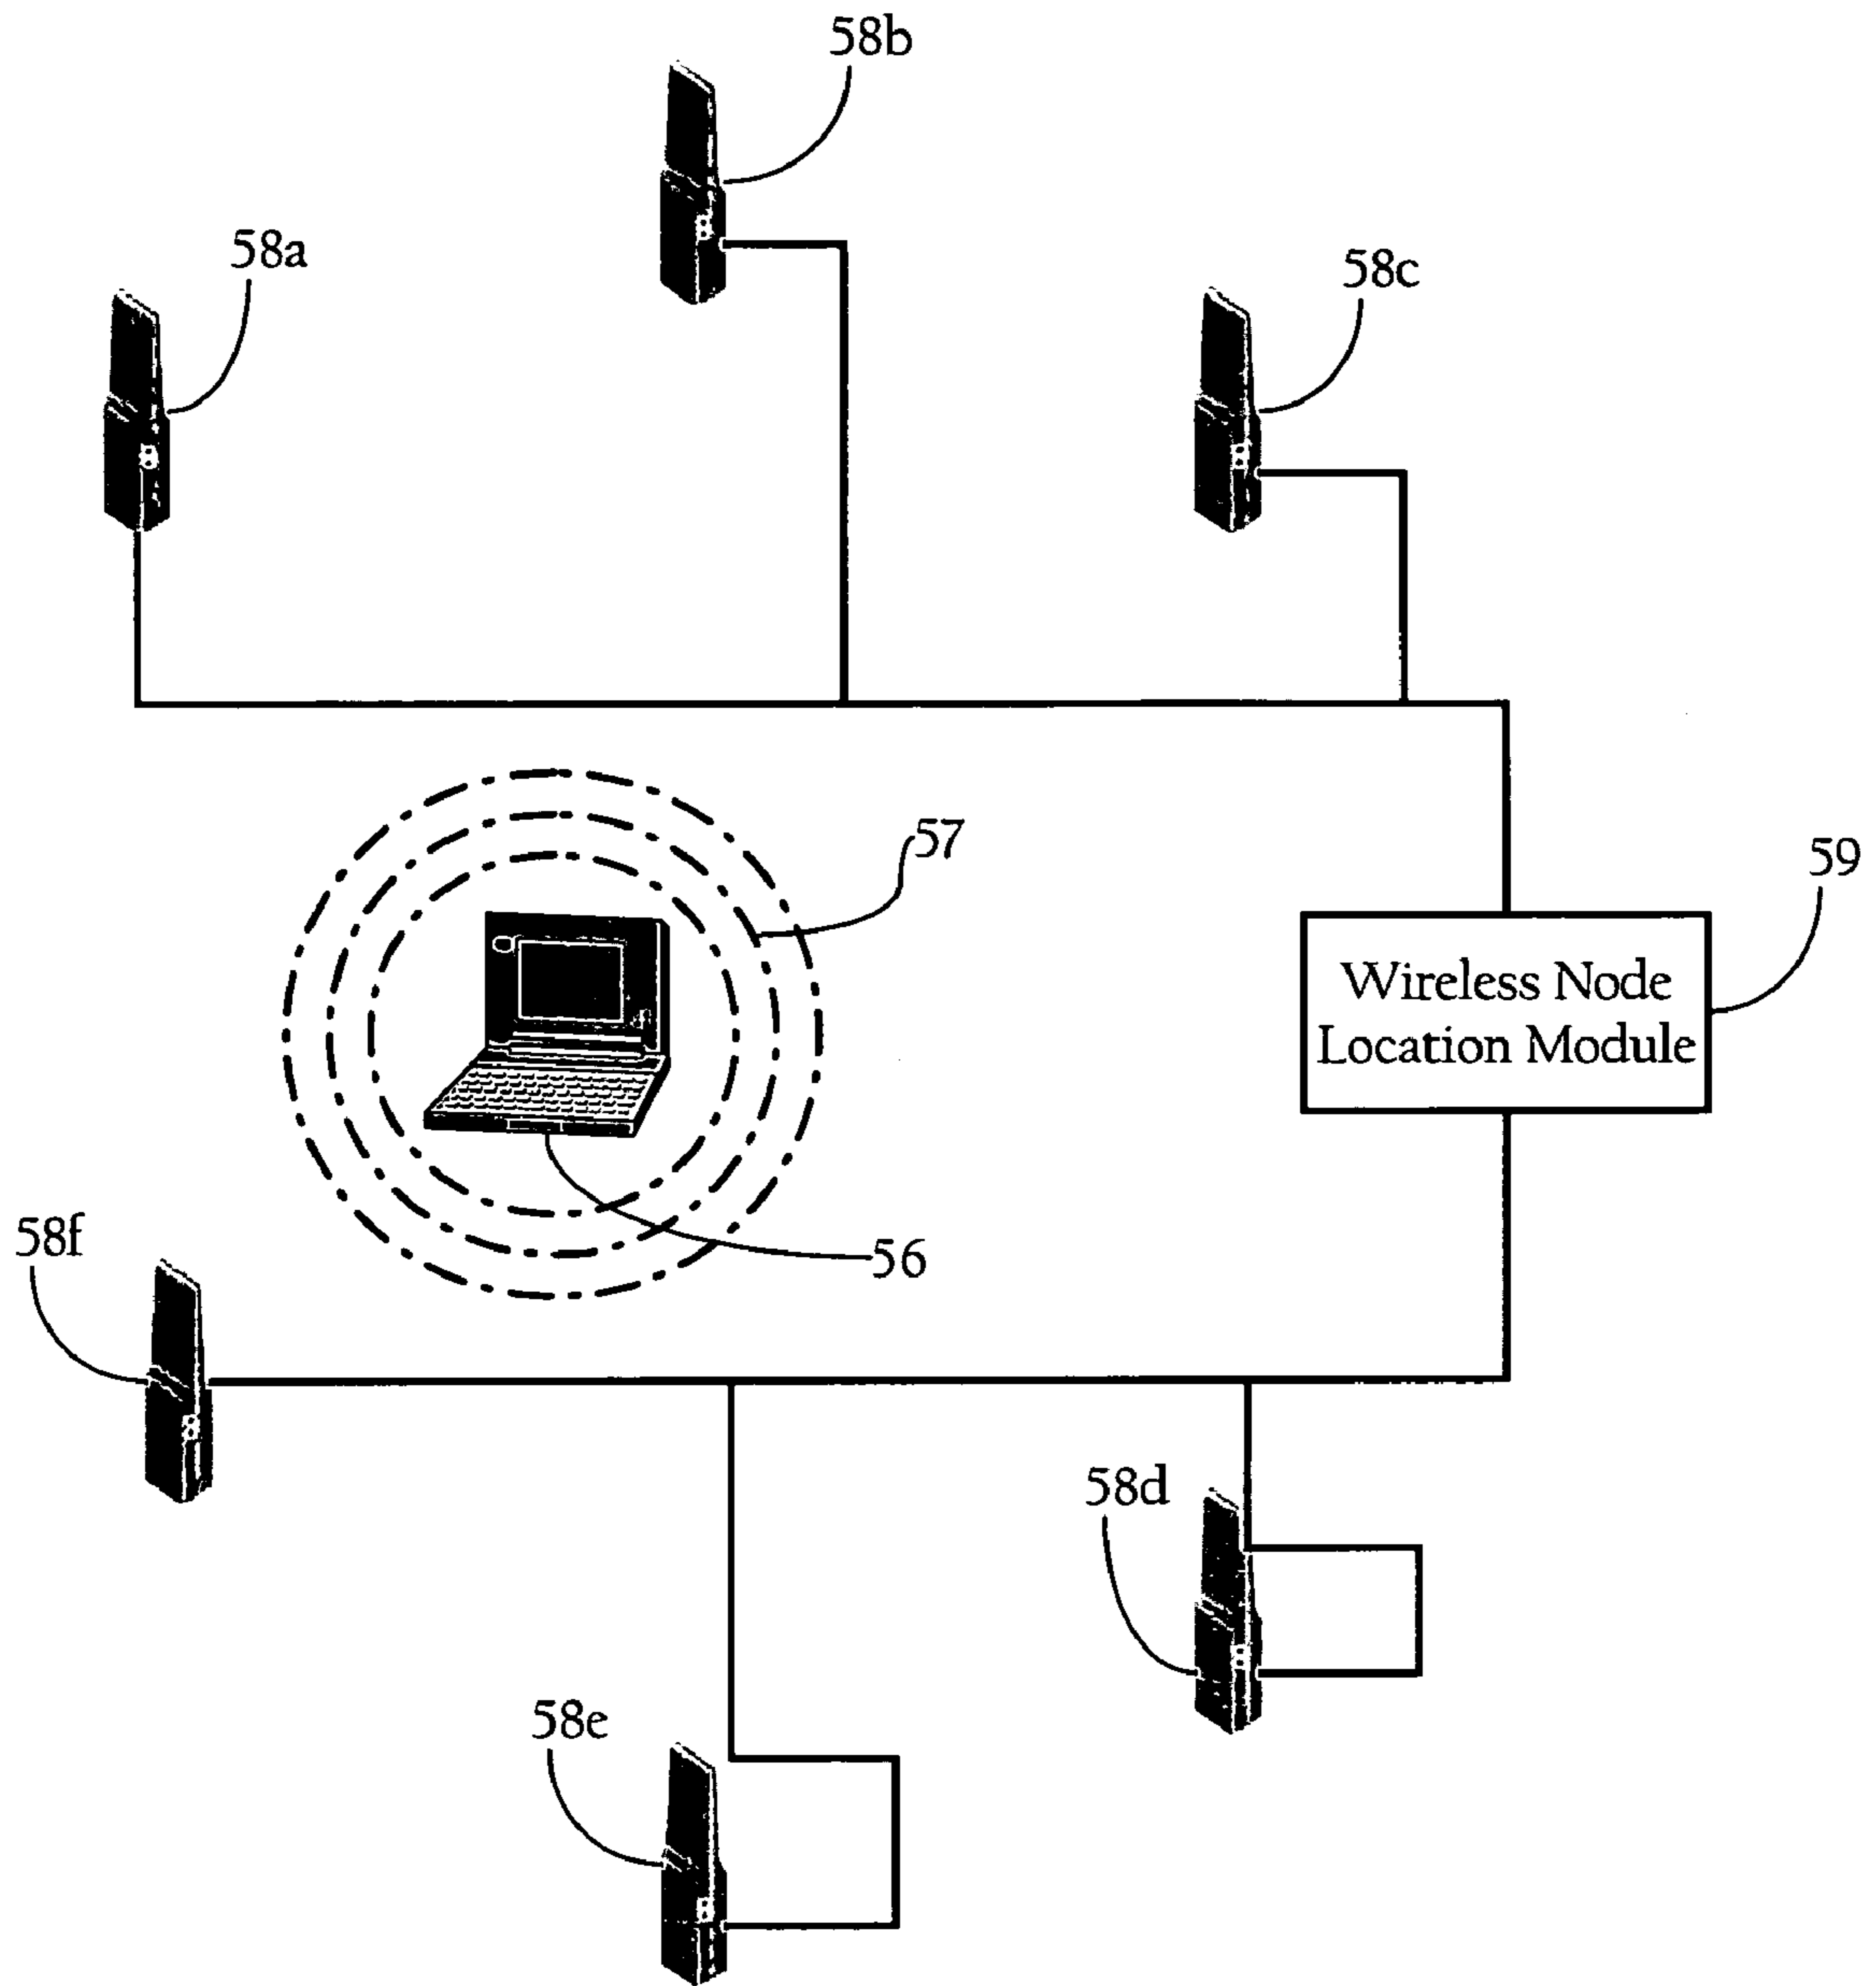 58b
58a
58c
57
59
Wireless Node
Location Module
58f
56
58d
58e